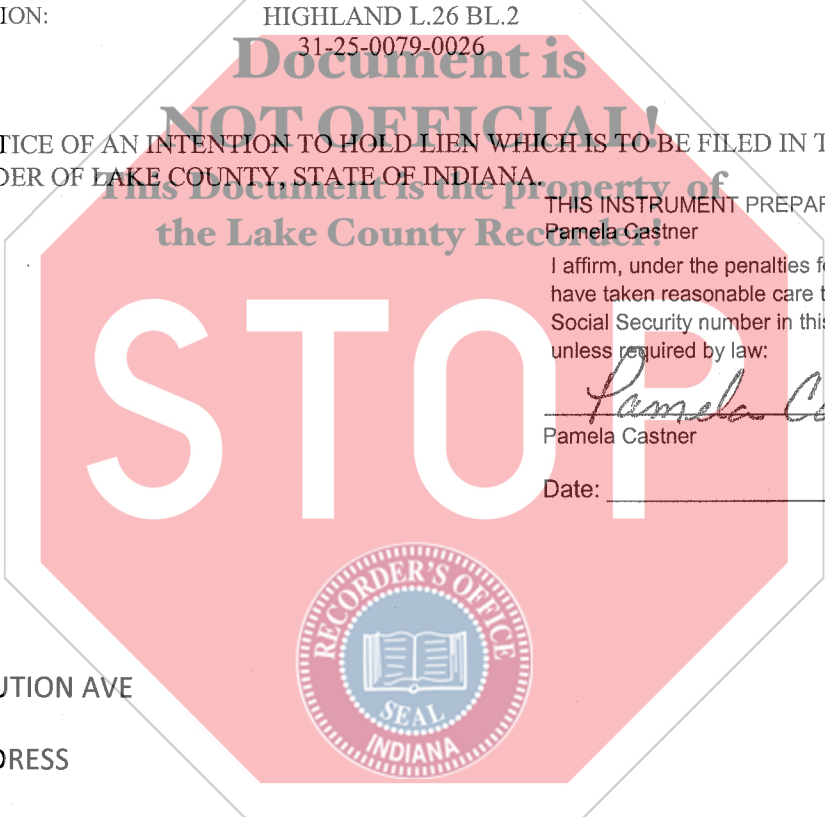 ION: HIGHLAND L.26 BL.2
31-25-0079-0026
Document is
NOT OFFICIAL!
TICE OF AN INTENTION TO HOLD LIEN WHICH IS TO BE FILED IN T
DER OF LAKE COUNTY, STATE OF INDIANA.
This Document is the property of
the Lake County Recorder!
THIS INSTRUMENT PREPAR
Pamela Castner
I affirm, under the penalties f
have taken reasonable care t
Social Security number in this
unless required by law:
Pamela Ca
Pamela Castner
Date:
STOP
RECORDER'S OFFICE
SEAL
INDIANA
UTION AVE
DRESS